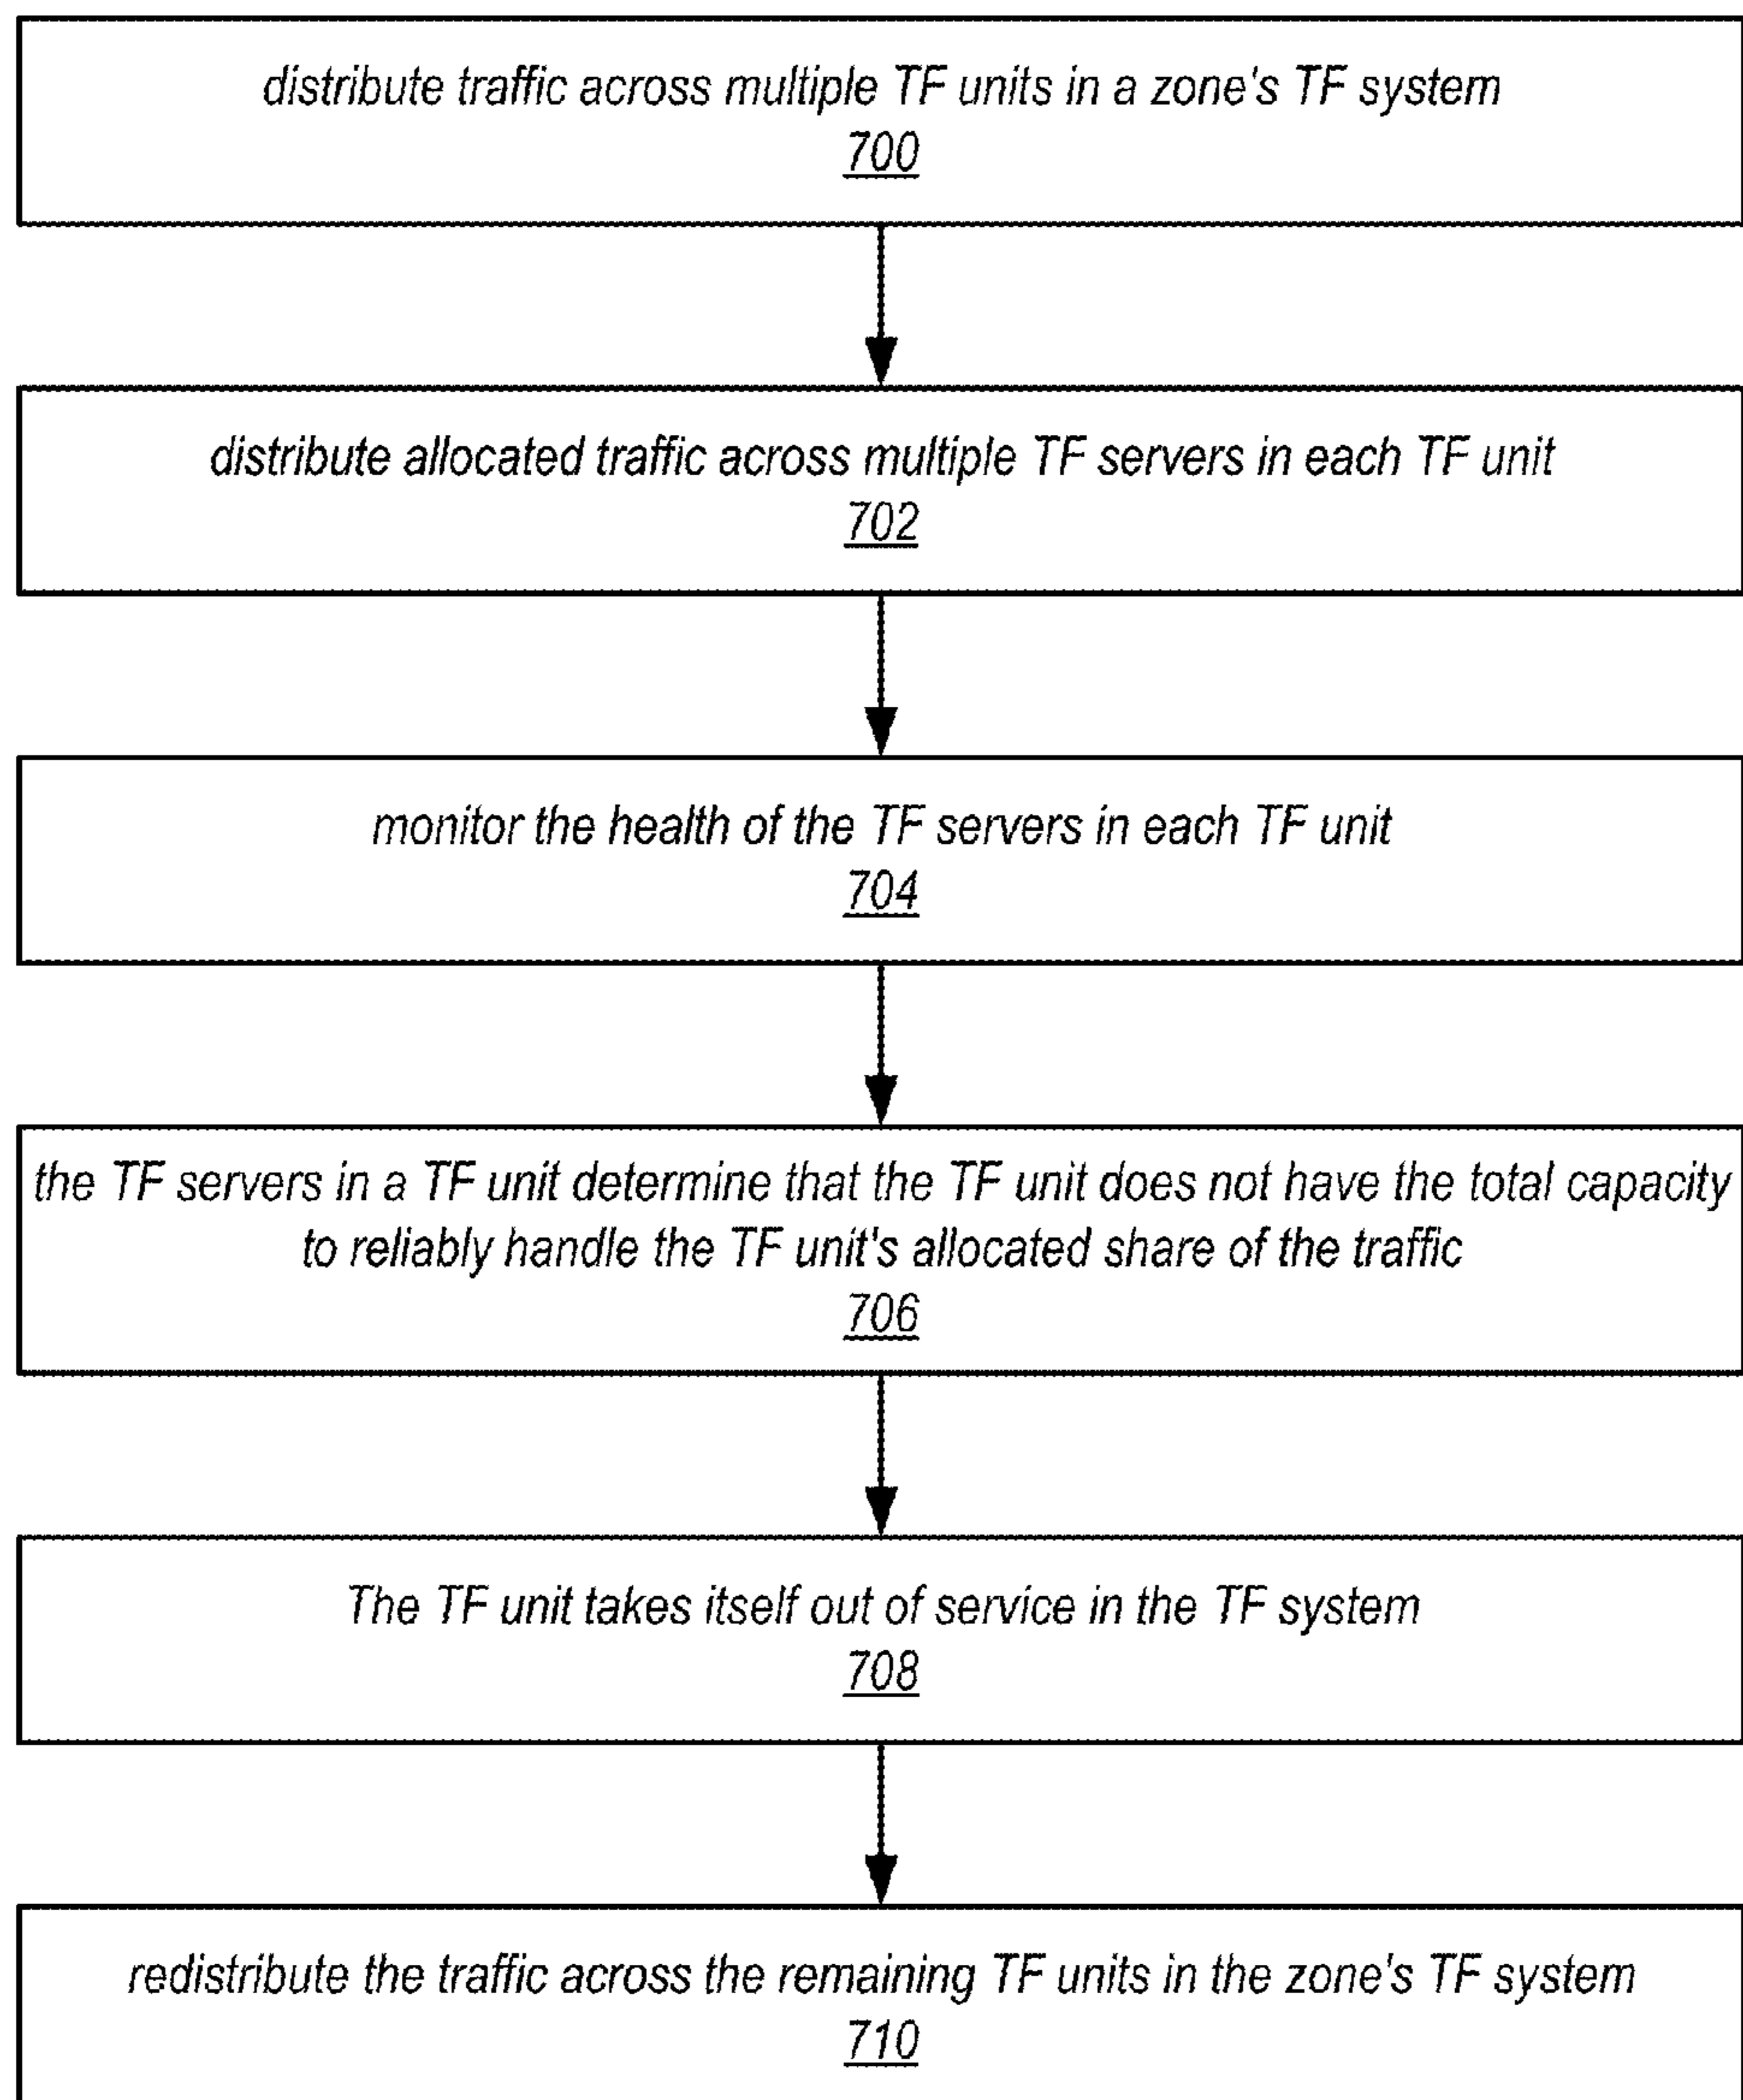 distribute traffic across multiple TF units in a zone's TF system
700
distribute allocated traffic across multiple TF servers in each TF unit
702
monitor the health of the TF servers in each TF unit
704
the TF servers in a TF unit determine that the TF unit does not have the total capacity
to reliably handle the TF unit's allocated share of the traffic
706
The TF unit takes itself out of service in the TF system
708
redistribute the traffic across the remaining TF units in the zone's TF system
710